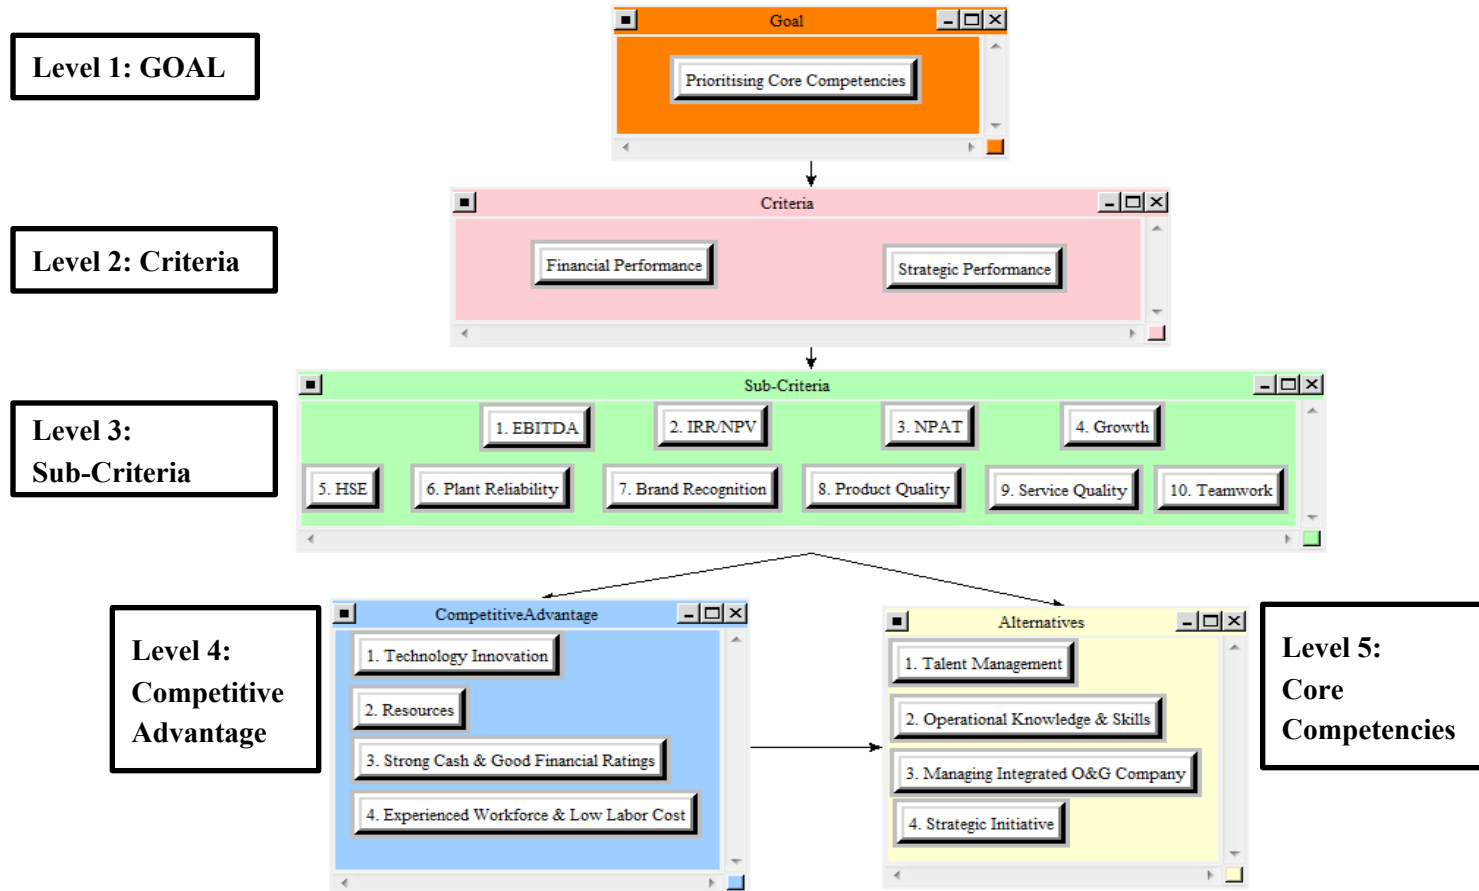 Goal
Level 1: GOAL
Prioritising Core Competencies
Criteria
Level 2: Criteria
Financial Performance
Strategic Performance
Sub-Criteria
Level 3:
Sub-Criteria
1. EBITDA
2. IRR/NPV
3. NPAT
4. Growth
5. HSE
6. Plant Reliability
7. Brand Recognition
8. Product Quality
9. Service Quality
10. Teamwork
Level 4:
Competitive
Advantage
CompetitiveAdvantage
1. Technology Innovation
2. Resources
3. Strong Cash & Good Financial Ratings
4. Experienced Workforce & Low Labor Cost
Alternatives
1. Talent Management
2. Operational Knowledge & Skills
3. Managing Integrated O&G Company
4. Strategic Initiative
Level 5:
Core
Competencies